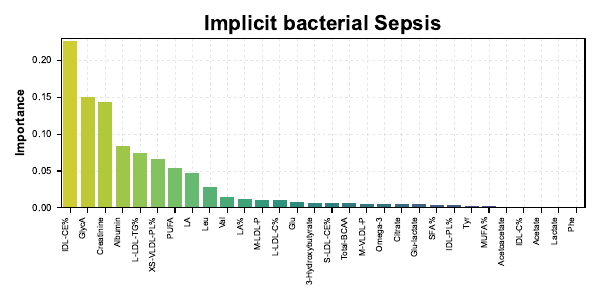 Implicit bacterial Sepsis
Importance
0.20
0.15
0.10
0.05
0.00
IDL-CE%
GlycA
Creatinine
Albumin
L-LDL-TG%
XS-VLDL-PL%
PUFA
LA
Leu
Val
LA%
M-LDL-P
L-LDL-C%
Glu
3-Hydroxybutyrate
S-LDL-CE%
Total-BCAA
M-VLDL-P
Omega-3
Citrate
Glu-lactate
SFA%
IDL-PL%
Tyr
MUFA%
Acetoacetate
IDL-C%
Acetate
Lactate
Phe